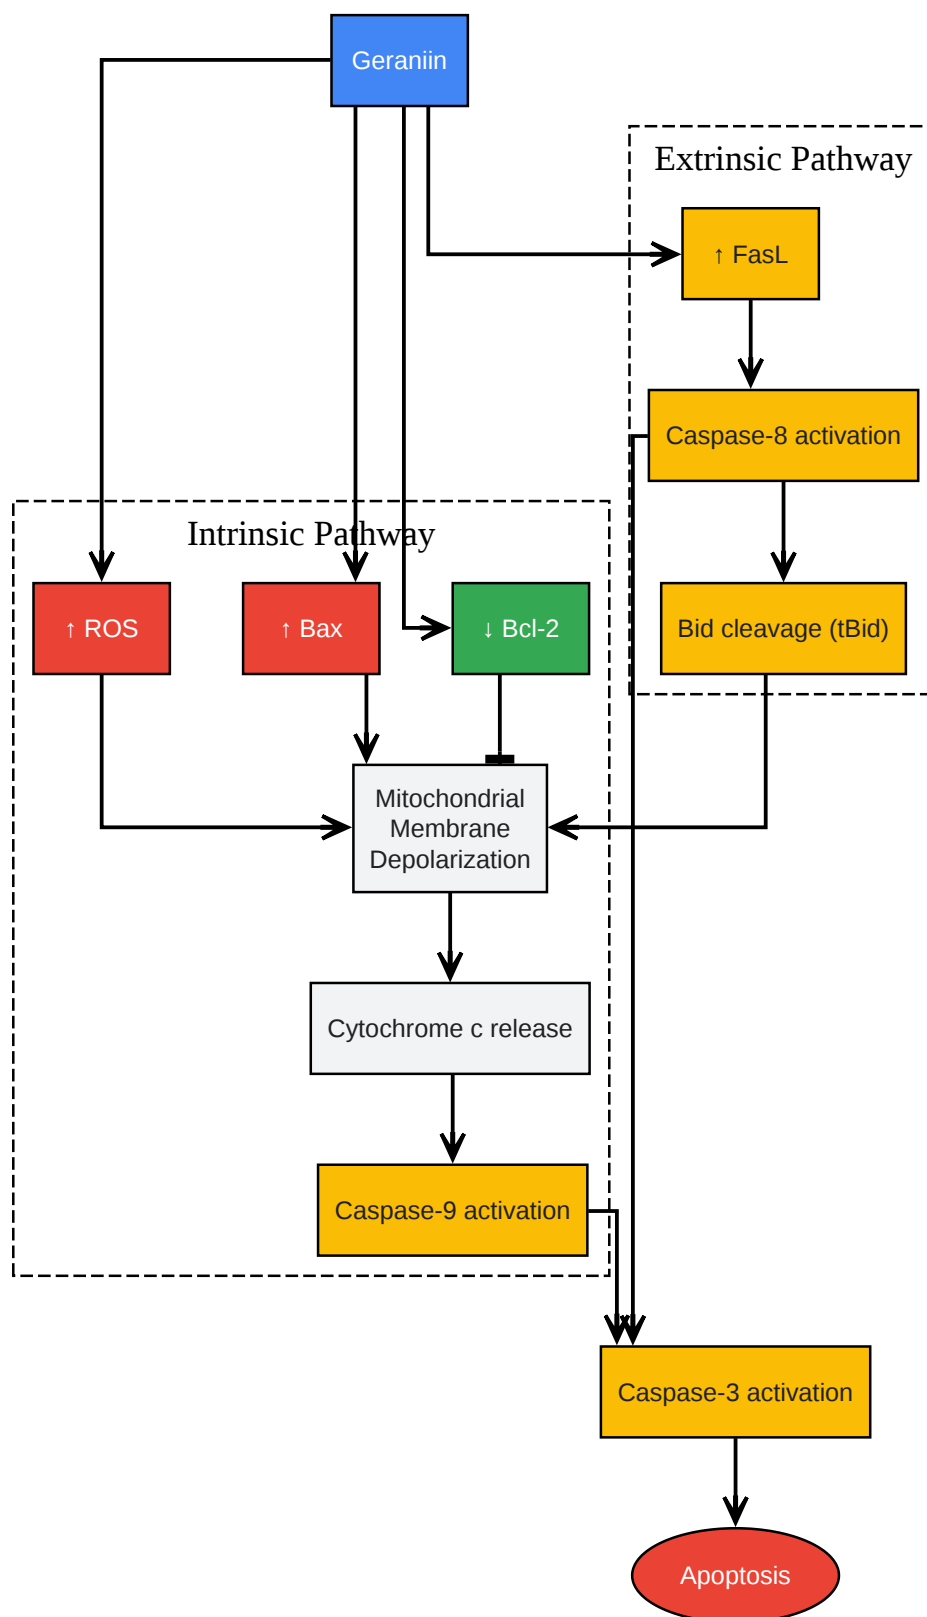 Geraniin
Extrinsic Pathway
↑ FasL
Caspase-8 activation
Intrinsic Pathway
↑ ROS
↑ Bax
↓ Bcl-2
Bid cleavage (tBid)
Mitochondrial
Membrane
Depolarization
Cytochrome c release
Caspase-9 activation
Caspase-3 activation
Apoptosis